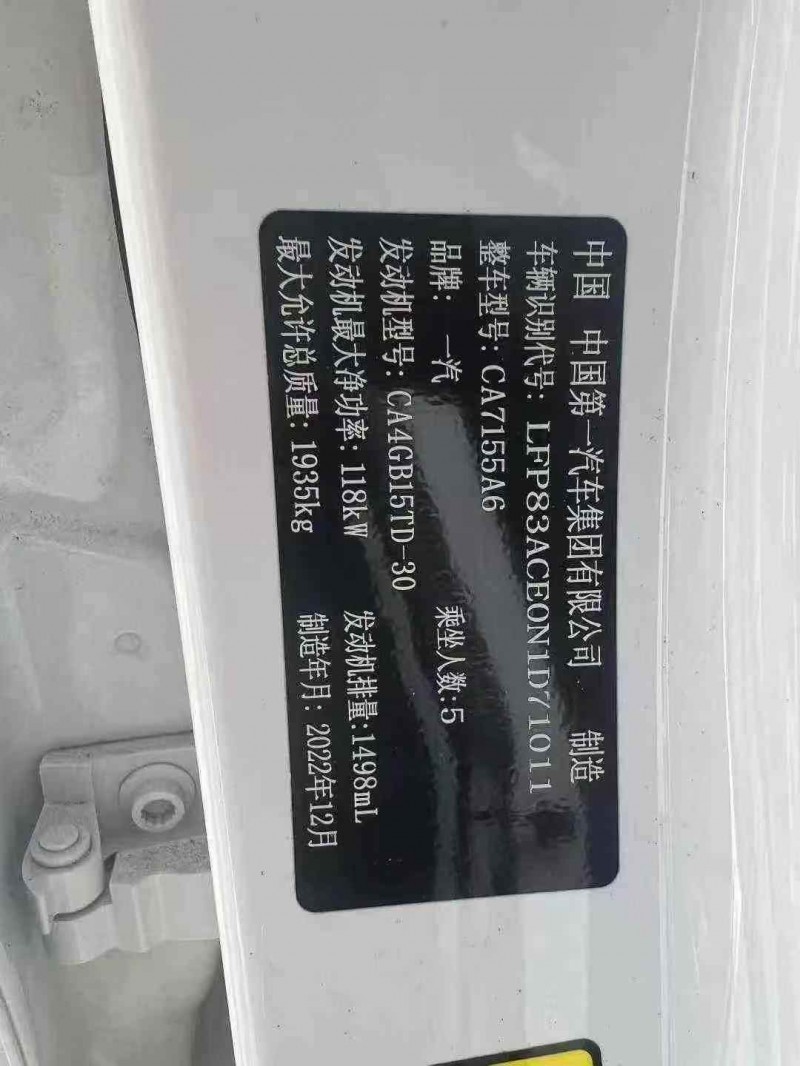 中国 中国第一汽车集团有限公司 制造
车辆识别代号: LFP83ACE0N1D71011
整车型号: CA7155A6
品牌: 一汽 乘坐人数:5
发动机型号: CA4GB15TD-30
发动机最大净功率: 118kW 发动机排量:1498mL
最大允许总质量: 1935kg 制造年月: 2022年12月